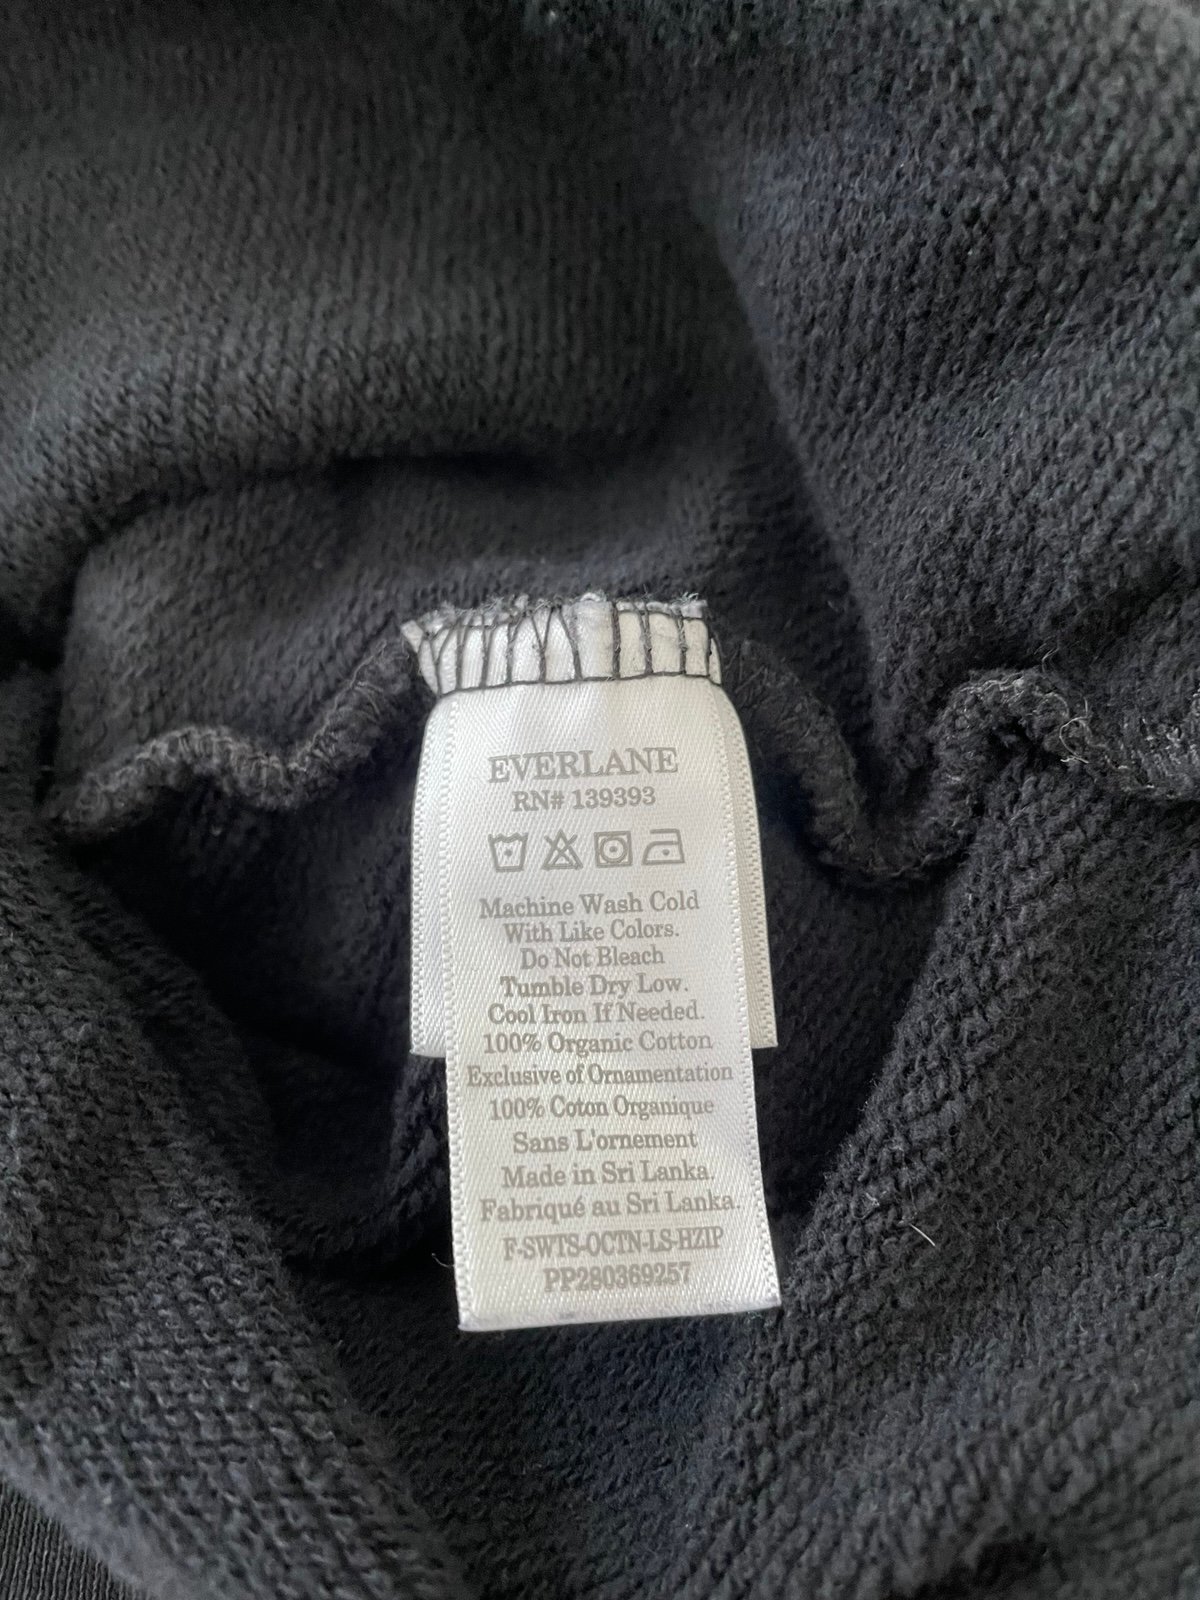 EVERLANE
RN# 139393
Machine Wash Cold
With Like Colors.
Do Not Bleach
Tumble Dry Low.
Cool Iron If Needed.
100% Organic Cotton
Exclusive of Ornamentation
100% Coton Organique
Sans L'ornement
Made in Sri Lanka.
Fabriqué au Sri Lanka.
F-SWTS-OCTN-LS-HZIP
PP280369257